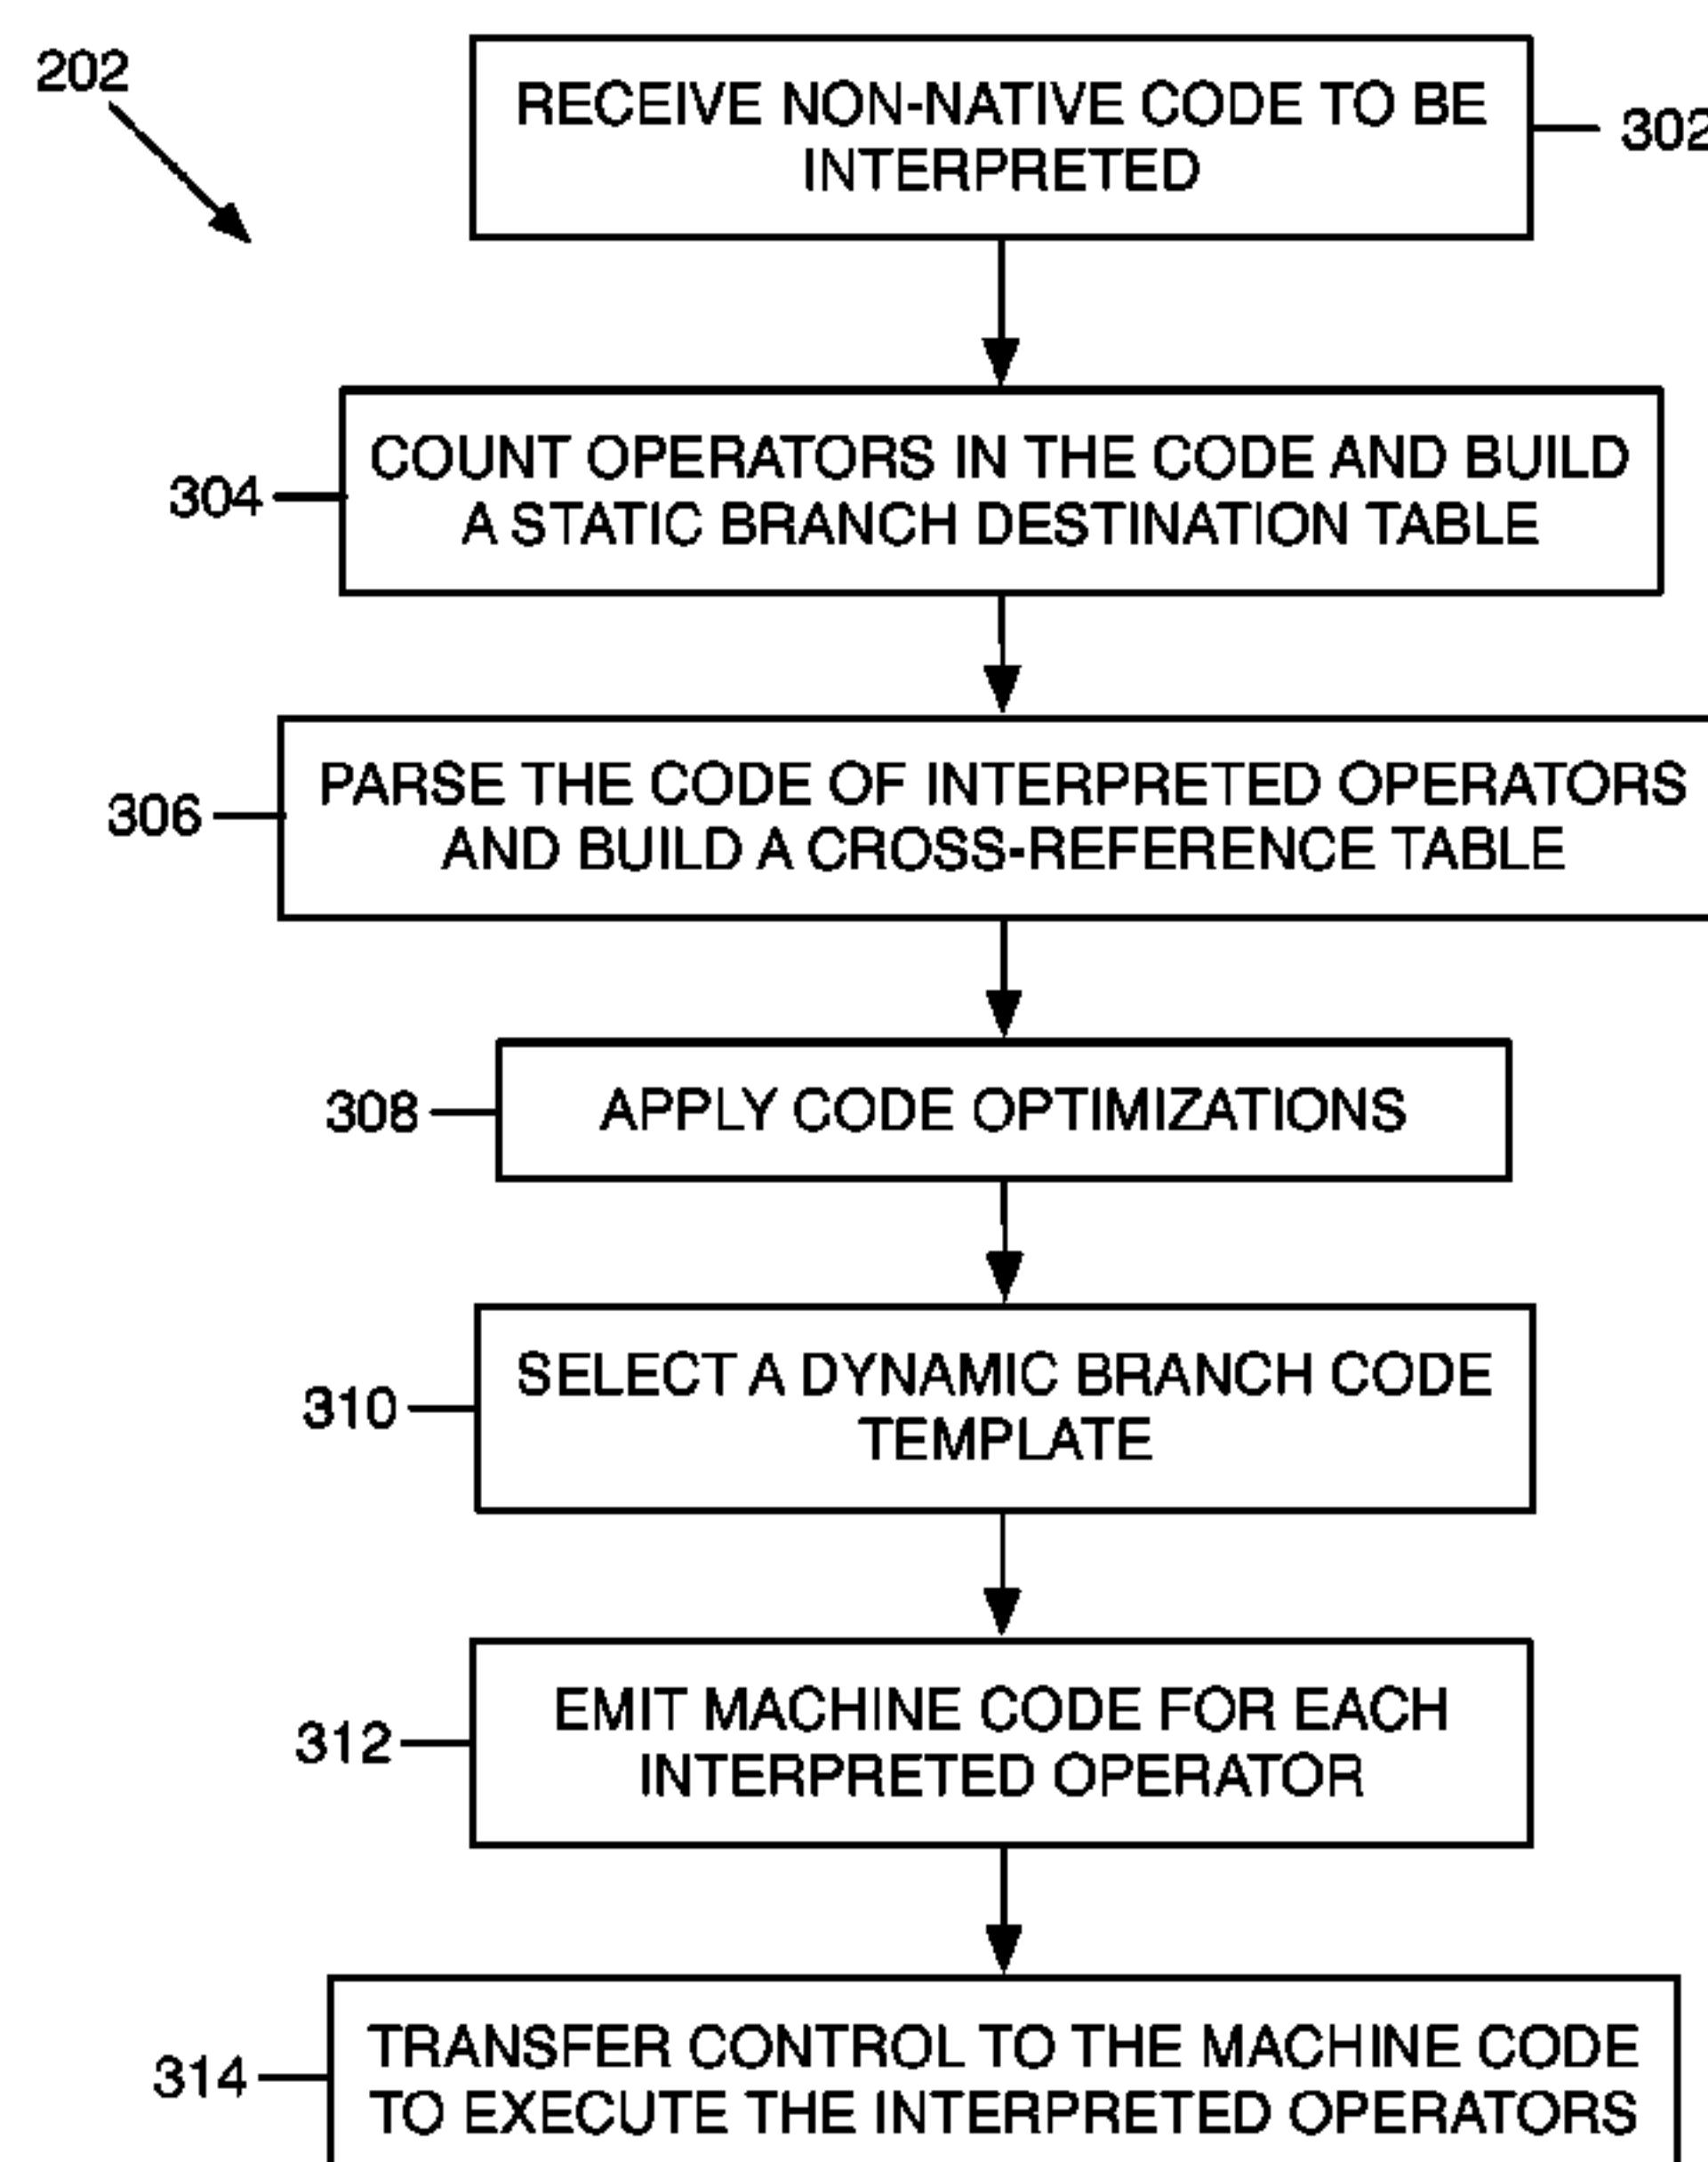 202
RECEIVE NON-NATIVE CODE TO BE
INTERPRETED
302
COUNT OPERATORS IN THE CODE AND BUILD
A STATIC BRANCH DESTINATION TABLE
304
PARSE THE CODE OF INTERPRETED OPERATORS
AND BUILD A CROSS-REFERENCE TABLE
306
308
APPLY CODE OPTIMIZATIONS
SELECT A DYNAMIC BRANCH CODE
TEMPLATE
310
EMIT MACHINE CODE FOR EACH
INTERPRETED OPERATOR
312
TRANSFER CONTROL TO THE MACHINE CODE
TO EXECUTE THE INTERPRETED OPERATORS
314